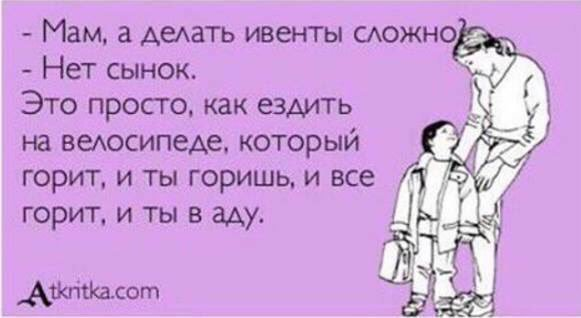 - Мам, а делать ивенты сложно?
- Нет сынок.
Это просто, как ездить
на велосипеде, который
горит, и ты горишь, и все
горит, и ты в аду.
Atkritka.com